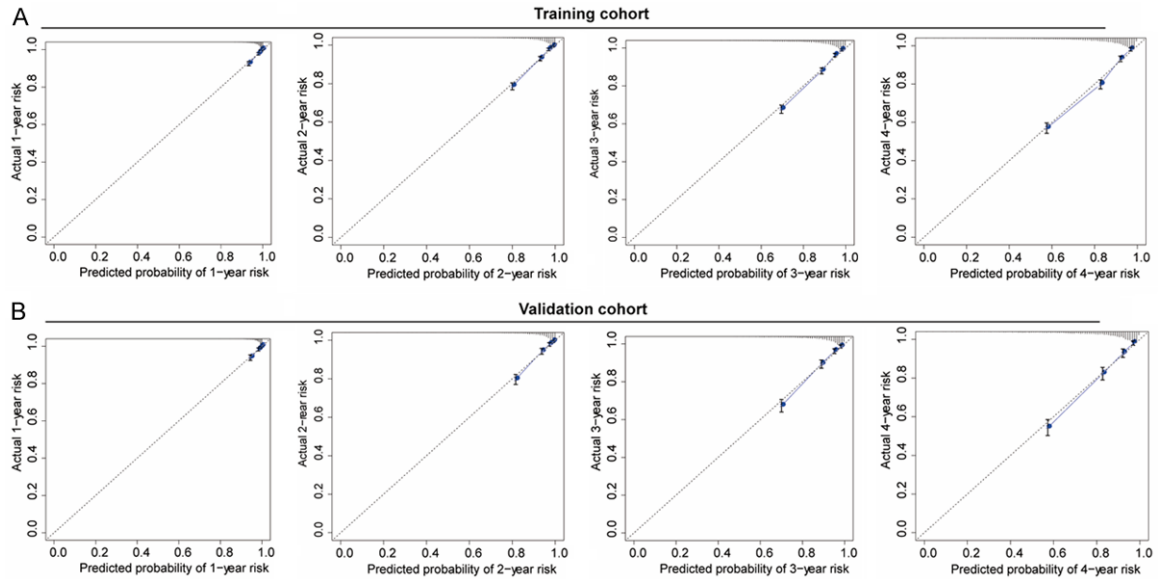 A
Training cohort
Actual 1-year risk
0.0 0.2 0.4 0.6 0.8 1.0
0.0 0.2 0.4 0.6 0.8 1.0
Predicted probability of 1-year risk
Actual 2-year risk
0.0 0.2 0.4 0.6 0.8 1.0
0.0 0.2 0.4 0.6 0.8 1.0
Predicted probability of 2-year risk
Actual 3-year risk
0.0 0.2 0.4 0.6 0.8 1.0
0.0 0.2 0.4 0.6 0.8 1.0
Predicted probability of 3-year risk
Actual 4-year risk
0.0 0.2 0.4 0.6 0.8 1.0
0.0 0.2 0.4 0.6 0.8 1.0
Predicted probability of 4-year risk
B
Validation cohort
Actual 1-year risk
0.0 0.2 0.4 0.6 0.8 1.0
0.0 0.2 0.4 0.6 0.8 1.0
Predicted probability of 1-year risk
Actual 2-rear risk
0.0 0.2 0.4 0.6 0.8 1.0
0.0 0.2 0.4 0.6 0.8 1.0
Predicted probability of 2-year risk
Actual 3-year risk
0.0 0.2 0.4 0.6 0.8 1.0
0.0 0.2 0.4 0.6 0.8 1.0
Predicted probability of 3-year risk
Actual 4-year risk
0.0 0.2 0.4 0.6 0.8 1.0
0.0 0.2 0.4 0.6 0.8 1.0
Predicted probability of 4-year risk